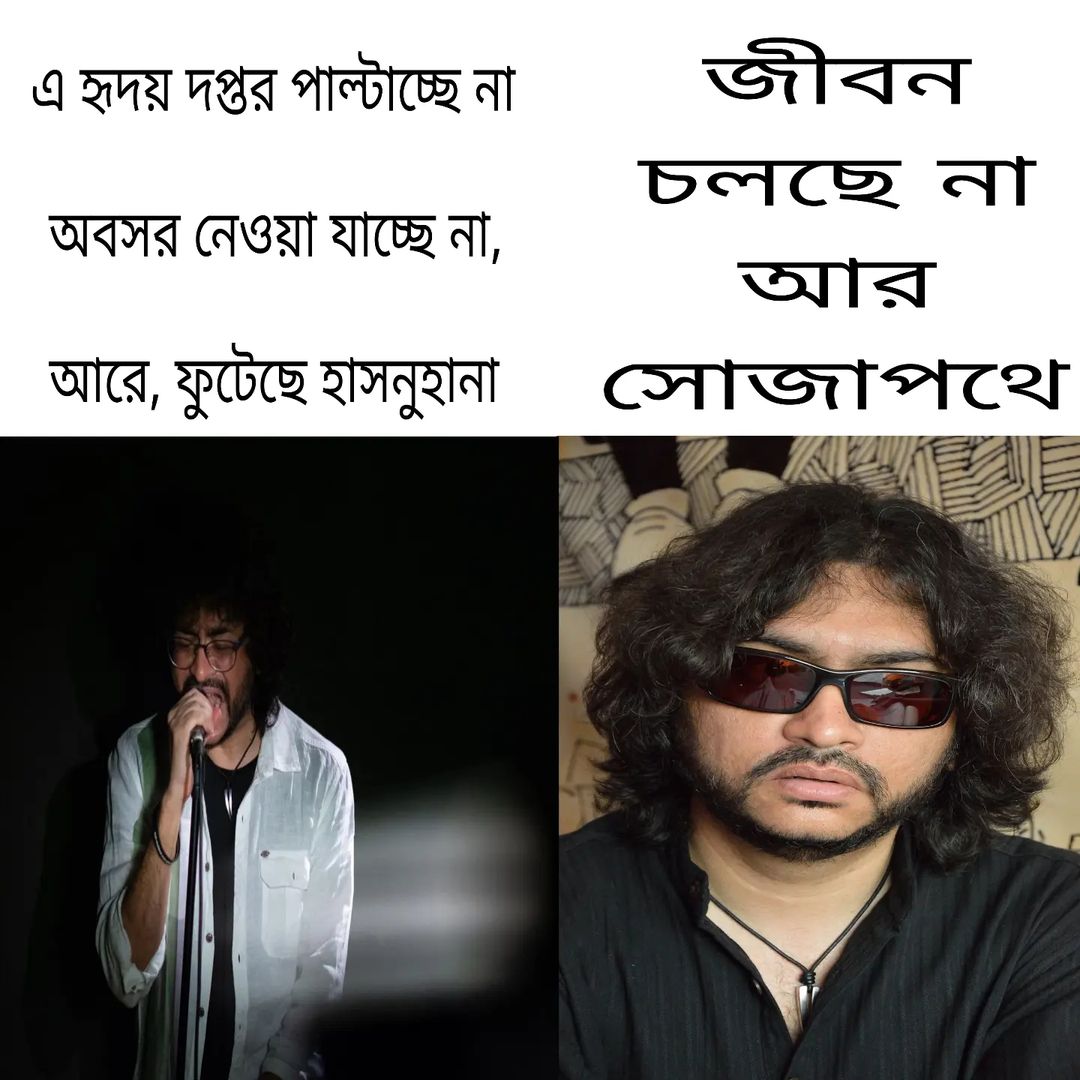 এ হৃদয় দপ্তর পাল্টাচ্ছে না
অবসর নেওয়া যাচ্ছে না,
আরে, ফুটেছে হাসনুহানা
জীবন
চলছে না
আর
সোজাপথে